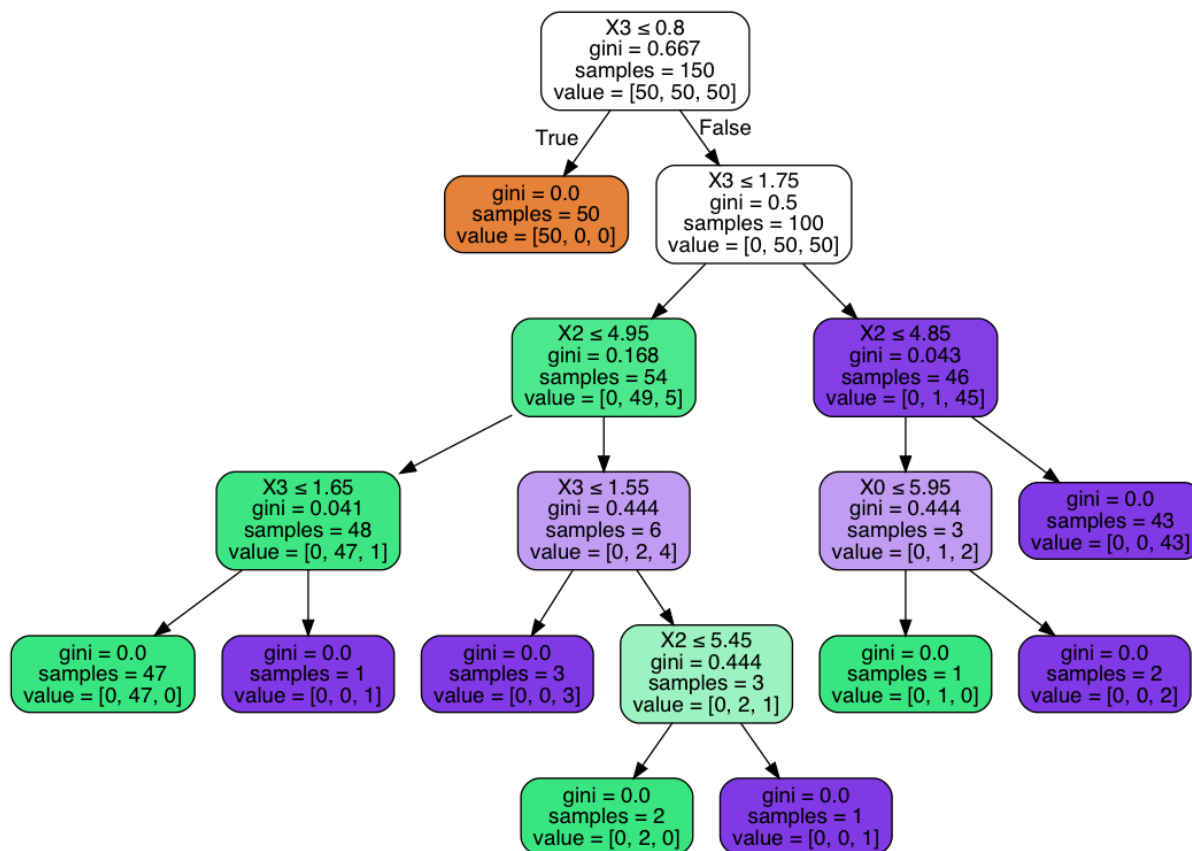 X3 ≤ 0.8
gini = 0.667
samples = 150
value = [50, 50, 50]
True
False
gini = 0.0
samples = 50
value = [50, 0, 0]
X3 ≤ 1.75
gini = 0.5
samples = 100
value = [0, 50, 50]
X2 ≤ 4.95
gini = 0.168
samples = 54
value = [0, 49, 5]
X2 ≤ 4.85
gini = 0.043
samples = 46
value = [0, 1, 45]
X3 ≤ 1.65
gini = 0.041
samples = 48
value = [0, 47, 1]
X3 ≤ 1.55
gini = 0.444
samples = 6
value = [0, 2, 4]
X0 ≤ 5.95
gini = 0.444
samples = 3
value = [0, 1, 2]
gini = 0.0
samples = 43
value = [0, 0, 43]
gini = 0.0
samples = 47
value = [0, 47, 0]
gini = 0.0
samples = 1
value = [0, 0, 1]
gini = 0.0
samples = 3
value = [0, 0, 3]
X2 ≤ 5.45
gini = 0.444
samples = 3
value = [0, 2, 1]
gini = 0.0
samples = 1
value = [0, 1, 0]
gini = 0.0
samples = 2
value = [0, 0, 2]
gini = 0.0
samples = 2
value = [0, 2, 0]
gini = 0.0
samples = 1
value = [0, 0, 1]